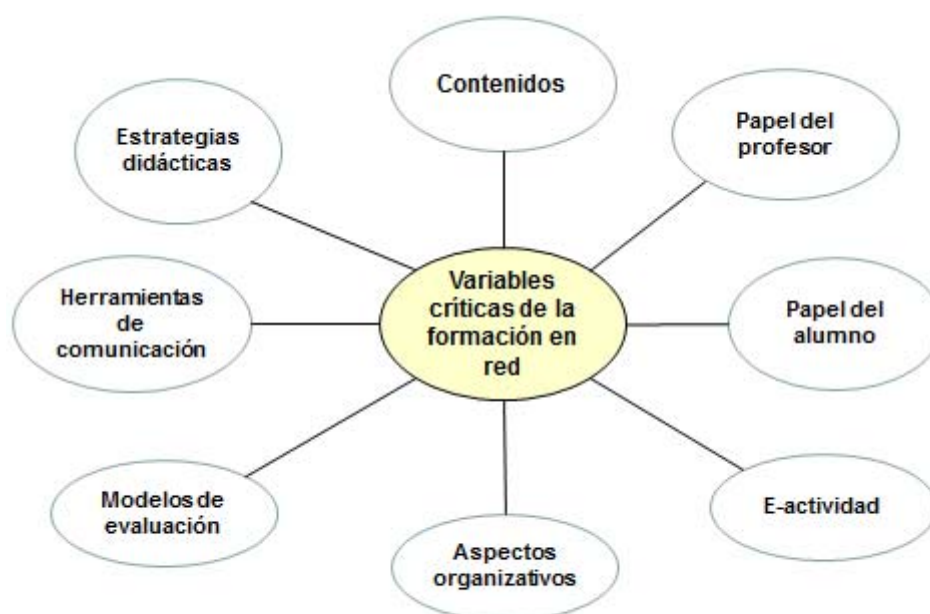 Contenidos
Estrategias
didácticas
Papel del
profesor
Variables
críticas de la
formación en
red
Herramientas
de
comunicación
Papel del
alumno
Modelos de
evaluación
E-actividad
Aspectos
organizativos